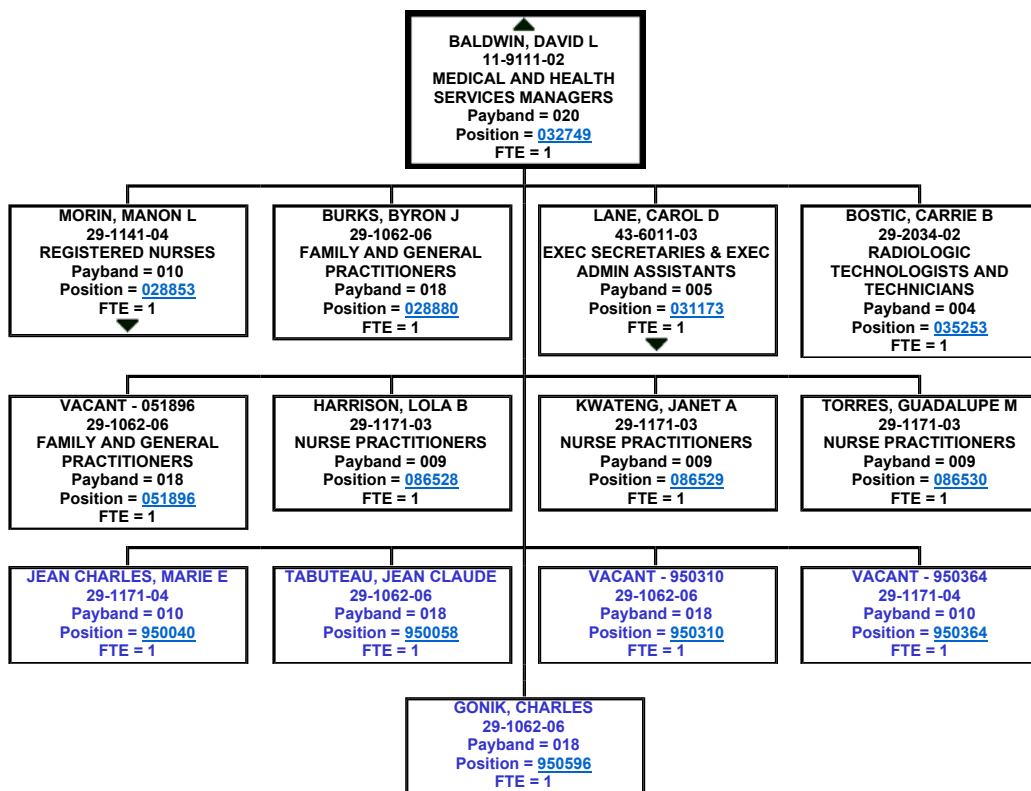 BALDWIN, DAVID L
11-9111-02
MEDICAL AND HEALTH
SERVICES MANAGERS
Payband = 020
Position = 032749
FTE = 1
MORIN, MANON L
29-1141-04
REGISTERED NURSES
Payband = 010
Position = 028853
FTE = 1
BURKS, BYRON J
29-1062-06
FAMILY AND GENERAL
PRACTITIONERS
Payband = 018
Position = 028880
FTE = 1
LANE, CAROL D
43-6011-03
EXEC SECRETARIES & EXEC
ADMIN ASSISTANTS
Payband = 005
Position = 031173
FTE = 1
BOSTIC, CARRIE B
29-2034-02
RADIOLOGIC
TECHNOLOGISTS AND
TECHNICIANS
Payband = 004
Position = 035253
FTE = 1
VACANT - 051896
29-1062-06
FAMILY AND GENERAL
PRACTITIONERS
Payband = 018
Position = 051896
FTE = 1
HARRISON, LOLA B
29-1171-03
NURSE PRACTITIONERS
Payband = 009
Position = 086528
FTE = 1
KWATENG, JANET A
29-1171-03
NURSE PRACTITIONERS
Payband = 009
Position = 086529
FTE = 1
TORRES, GUADALUPE M
29-1171-03
NURSE PRACTITIONERS
Payband = 009
Position = 086530
FTE = 1
JEAN CHARLES, MARIE E
29-1171-04
Payband = 010
Position = 950040
FTE = 1
TABUTEAU, JEAN CLAUDE
29-1062-06
Payband = 018
Position = 950058
FTE = 1
VACANT - 950310
29-1062-06
Payband = 018
Position = 950310
FTE = 1
VACANT - 950364
29-1171-04
Payband = 010
Position = 950364
FTE = 1
GONIK, CHARLES
29-1062-06
Payband = 018
Position = 950596
FTE = 1